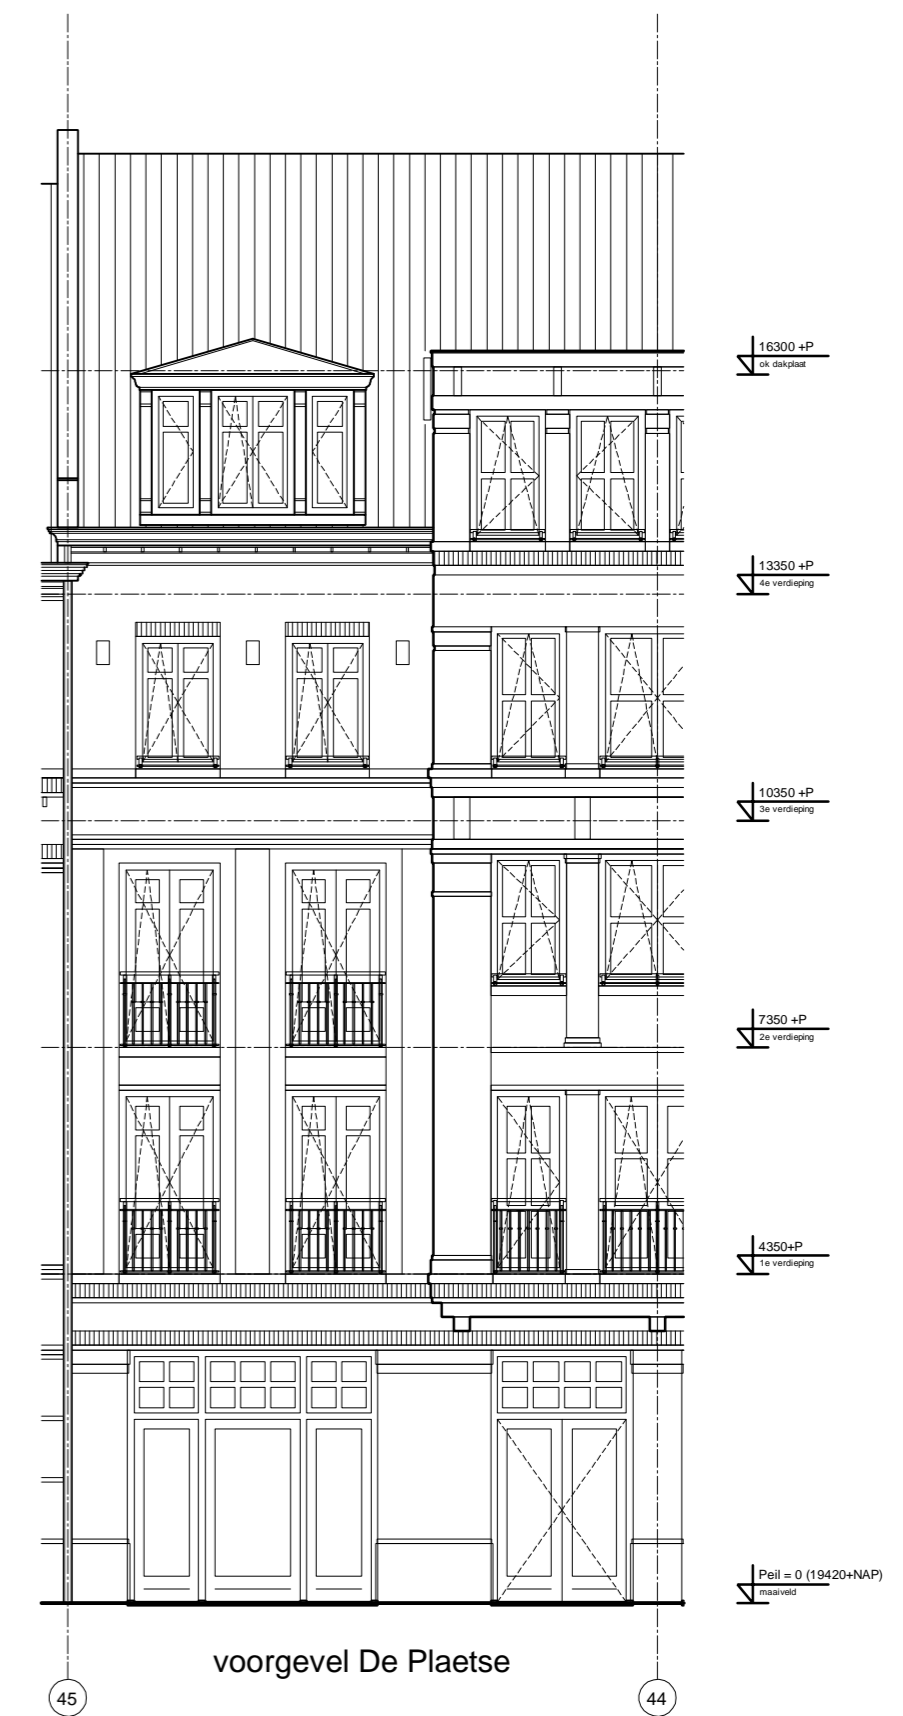 16300 +P
ok dakplaat
13350 +P
4e verdieping
10350 +P
3e verdieping
7350 +P
2e verdieping
4350+P
1e verdieping
Peil = 0 (19420+NAP)
maaiveld
voorgevel De Plaetse
45
44